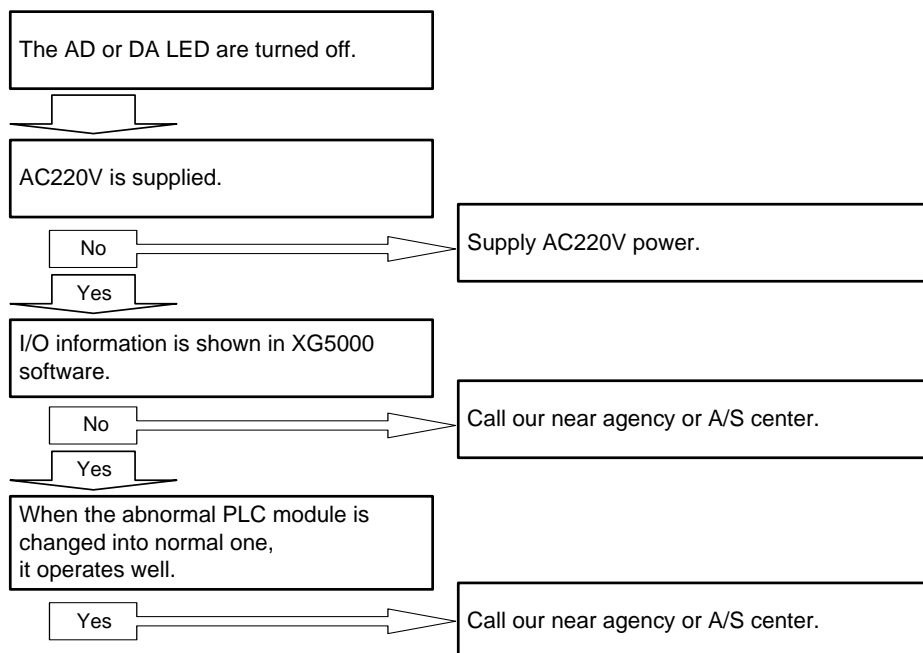 The AD or DA LED are turned off.
AC220V is supplied.
No
Supply AC220V power.
Yes
I/O information is shown in XG5000
software.
No
Call our near agency or A/S center.
Yes
When the abnormal PLC module is
changed into normal one,
it operates well.
Yes
Call our near agency or A/S center.